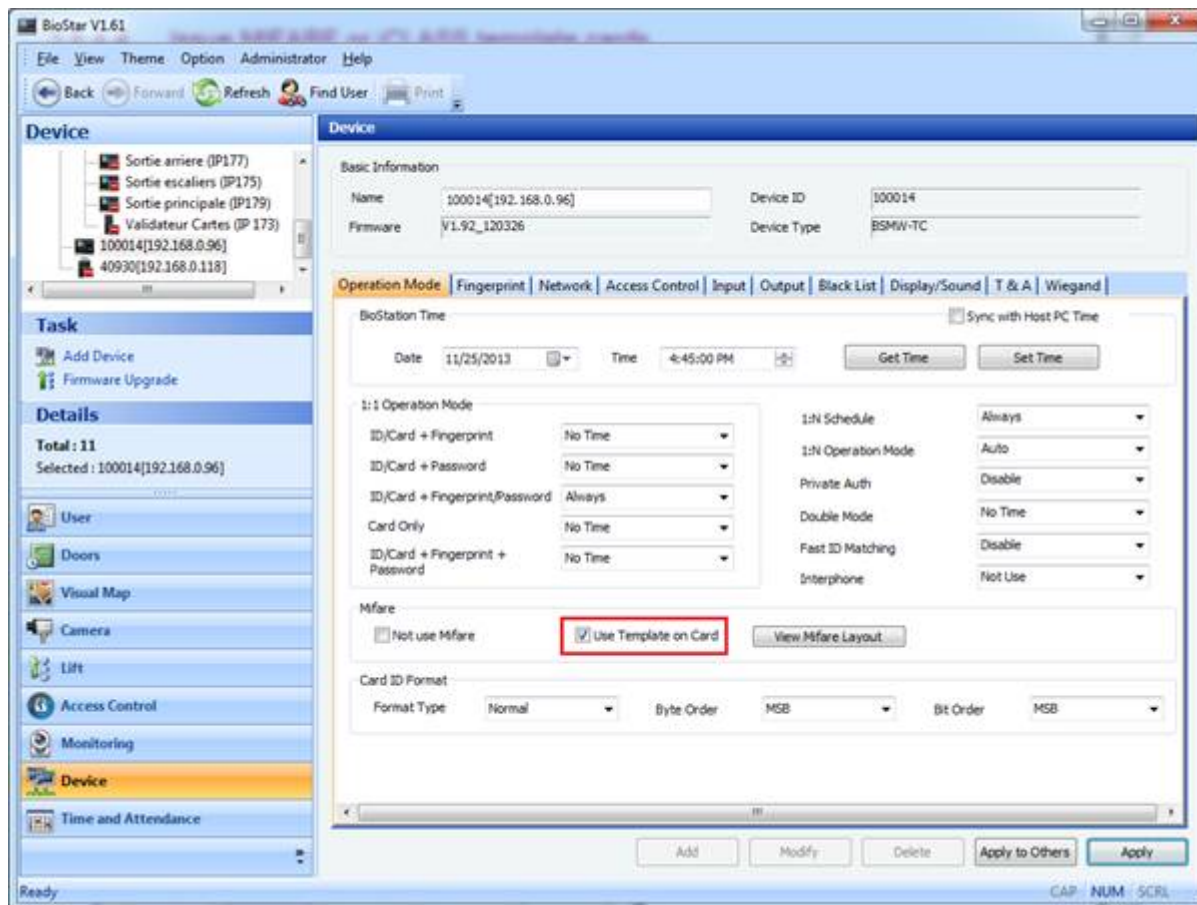 BioStar V1.61
File View Theme Option Administrator Help
Back Forward Refresh Find User Print
Device
Sortie arriere (IP177)
Sortie escaliers (IP175)
Sortie principale (IP179)
Validateur Cartes (IP 173)
100014[192.168.0.96]
40930[192.168.0.118]
Task
Add Device
Firmware Upgrade
Details
Total : 11
Selected : 100014[192.168.0.96]
User
Doors
Visual Map
Camera
Lift
Access Control
Monitoring
Device
Time and Attendance
Device
Basic Information
Name 100014[192.168.0.96] Device ID 100014
Firmware V1.92_120326 Device Type BSMW-TC
Operation Mode Fingerprint Network Access Control Input Output Black List Display/Sound T & A Wiegand
BioStation Time Sync with Host PC Time
Date 11/25/2013 Time 4:45:00 PM Get Time Set Time
1:1 Operation Mode
ID/Card + Fingerprint No Time
ID/Card + Password No Time
ID/Card + Fingerprint/Password Always
Card Only No Time
ID/Card + Fingerprint + Password No Time
1:N Schedule Always
1:N Operation Mode Auto
Private Auth Disable
Double Mode No Time
Fast ID Matching Disable
Interphone Not Use
Mifare
Not use Mifare Use Template on Card View Mifare Layout
Card ID Format
Format Type Normal Byte Order MSB Bit Order MSB
Add Modify Delete Apply to Others Apply
Ready CAP NUM SCRL